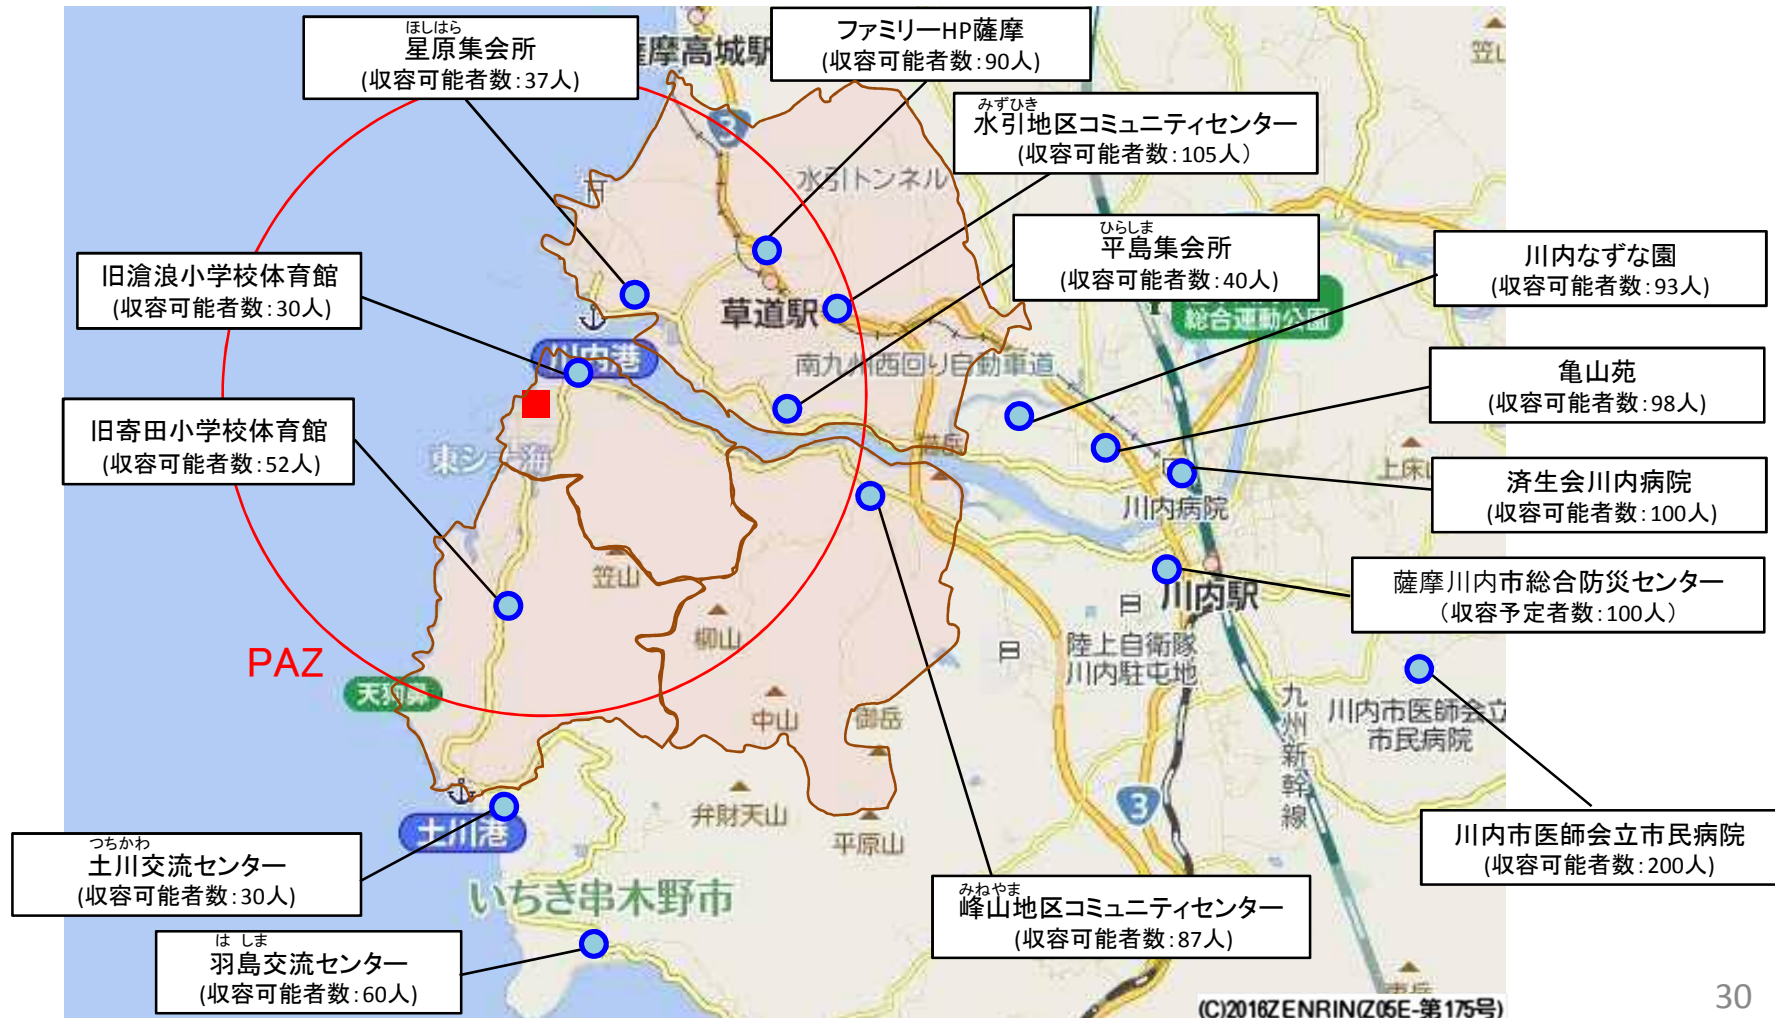 ほしはら
星原集会所
(収容可能者数:37人)
ファミリーHP薩摩
(収容可能者数:90人)
みずひき
水引地区コミュニティセンター
(収容可能者数:105人)
ひらしま
平島集会所
(収容可能者数:40人)
川内なずな園
(収容可能者数:93人)
旧滄浪小学校体育館
(収容可能者数:30人)
亀山苑
(収容可能者数:98人)
旧寄田小学校体育館
(収容可能者数:52人)
済生会川内病院
(収容可能者数:100人)
薩摩川内市総合防災センター
(収容予定者数:100人)
川内市医師会立市民病院
(収容可能者数:200人)
つちかわ
土川交流センター
(収容可能者数:30人)
みねやま
峰山地区コミュニティセンター
(収容可能者数:87人)
は しま
羽島交流センター
(収容可能者数:60人)
PAZ
薩摩高城駅
3
水引トンネル
草道駅
南九州西回り自動車道
総合運動公園
川内港
東シナ海
川内病院
上床山
笠山
柳山
中山
御岳
川内駅
陸上自衛隊
川内駐屯地
九州新幹線
川内市医師会立
市民病院
土川港
弁財天山
平原山
3
いちき串木野市
(C)2016ZENRIN(Z05E-第175号)
30